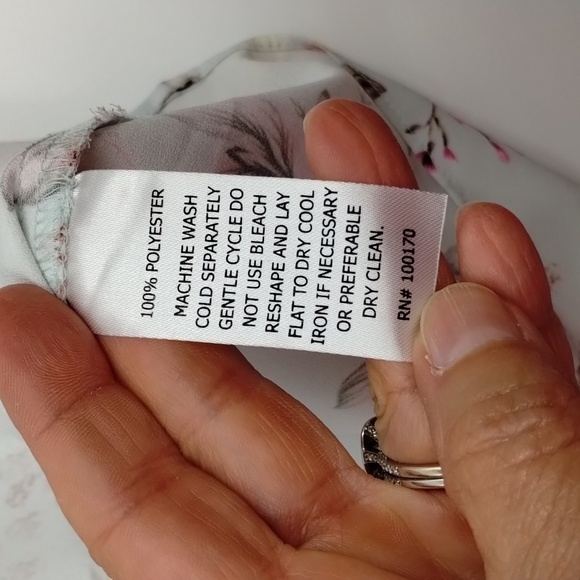 100% POLYESTER
MACHINE WASH
COLD SEPARATELY
GENTLE CYCLE DO
NOT USE BLEACH
RESHAPE AND LAY
FLAT TO DRY COOL
IRON IF NECESSARY
OR PREFERABLE
DRY CLEAN.
RN# 100170